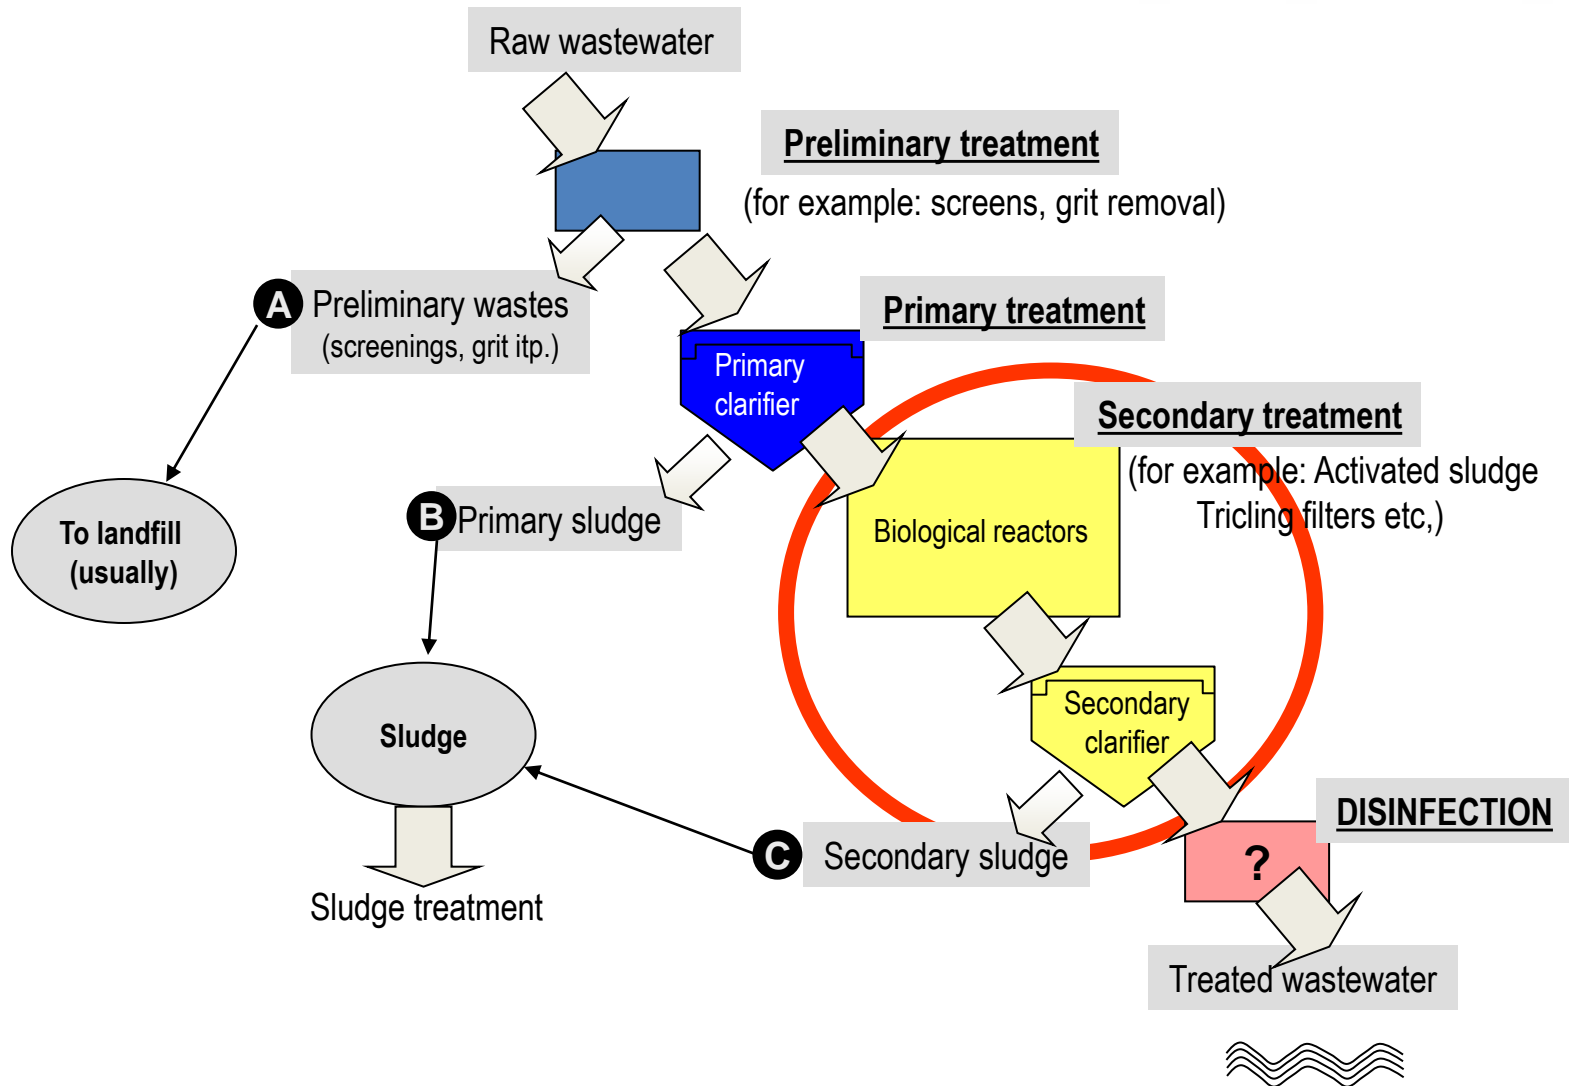 Raw wastewater
Preliminary treatment
(for example: screens, grit removal)
A
Preliminary wastes
(screenings, grit itp.)
Primary treatment
Primary
clarifier
Secondary treatment
(for example: Activated sludge
Tricling filters etc,)
B
Primary sludge
To landfill
(usually)
Biological reactors
Sludge
Secondary
clarifier
DISINFECTION
C
Secondary sludge
?
Sludge treatment
Treated wastewater